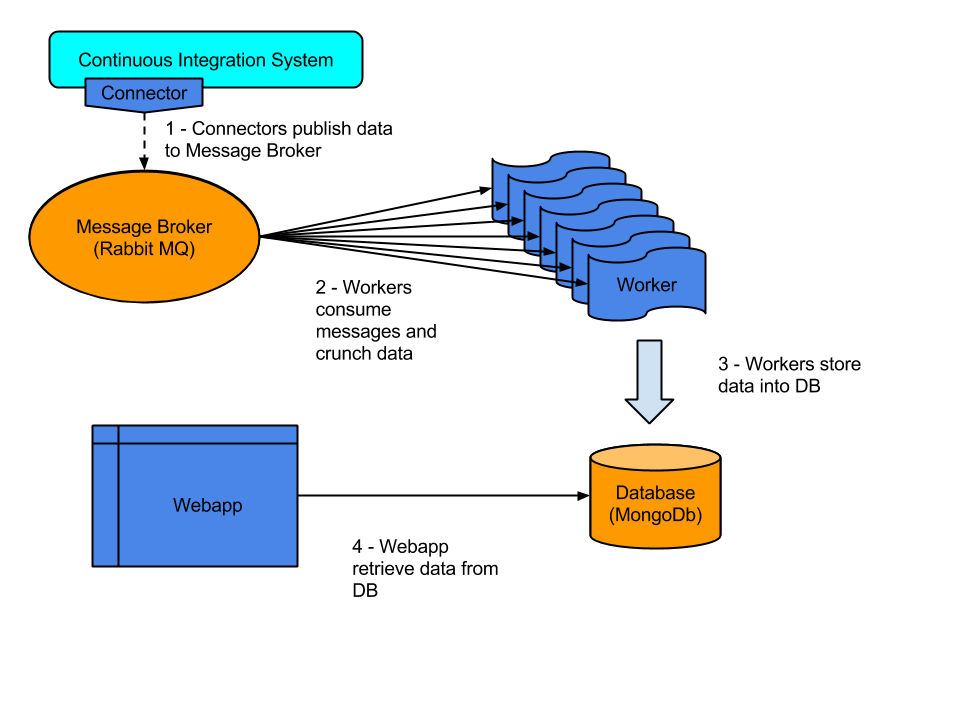 Continuous Integration System
Connector
1 - Connectors publish data
to Message Broker
Message Broker
(Rabbit MQ)
2 - Workers
consume
messages and
crunch data
Worker
3 - Workers store
data into DB
Webapp
Database
(MongoDb)
4 - Webapp
retrieve data from
DB